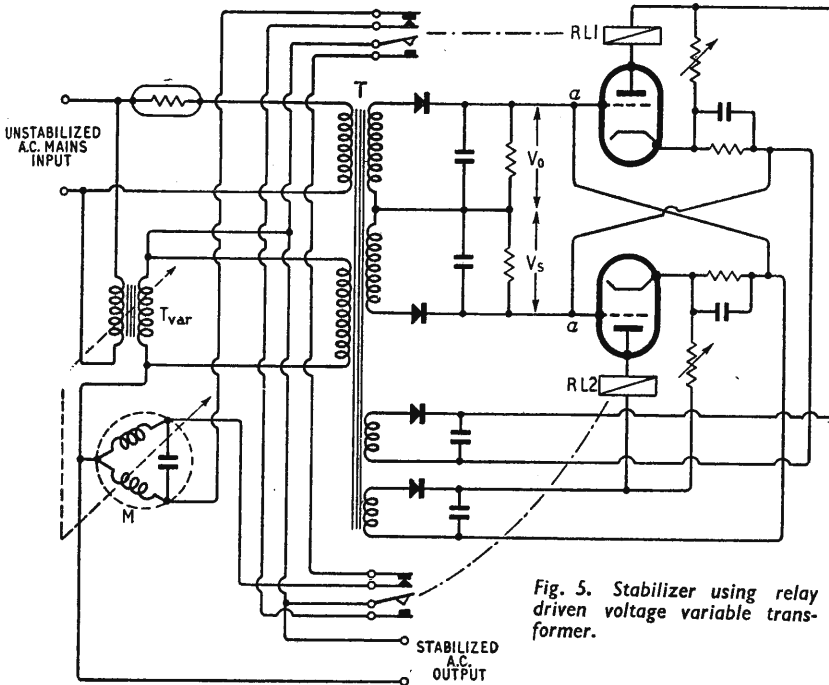 RL1
T
a
UNSTABILIZED
A.C. MAINS
INPUT
V0
VS
Tvar
a
RL2
M
Fig. 5. Stabilizer using relay
driven voltage variable trans-
former.
STABILIZED
A.C.
OUTPUT